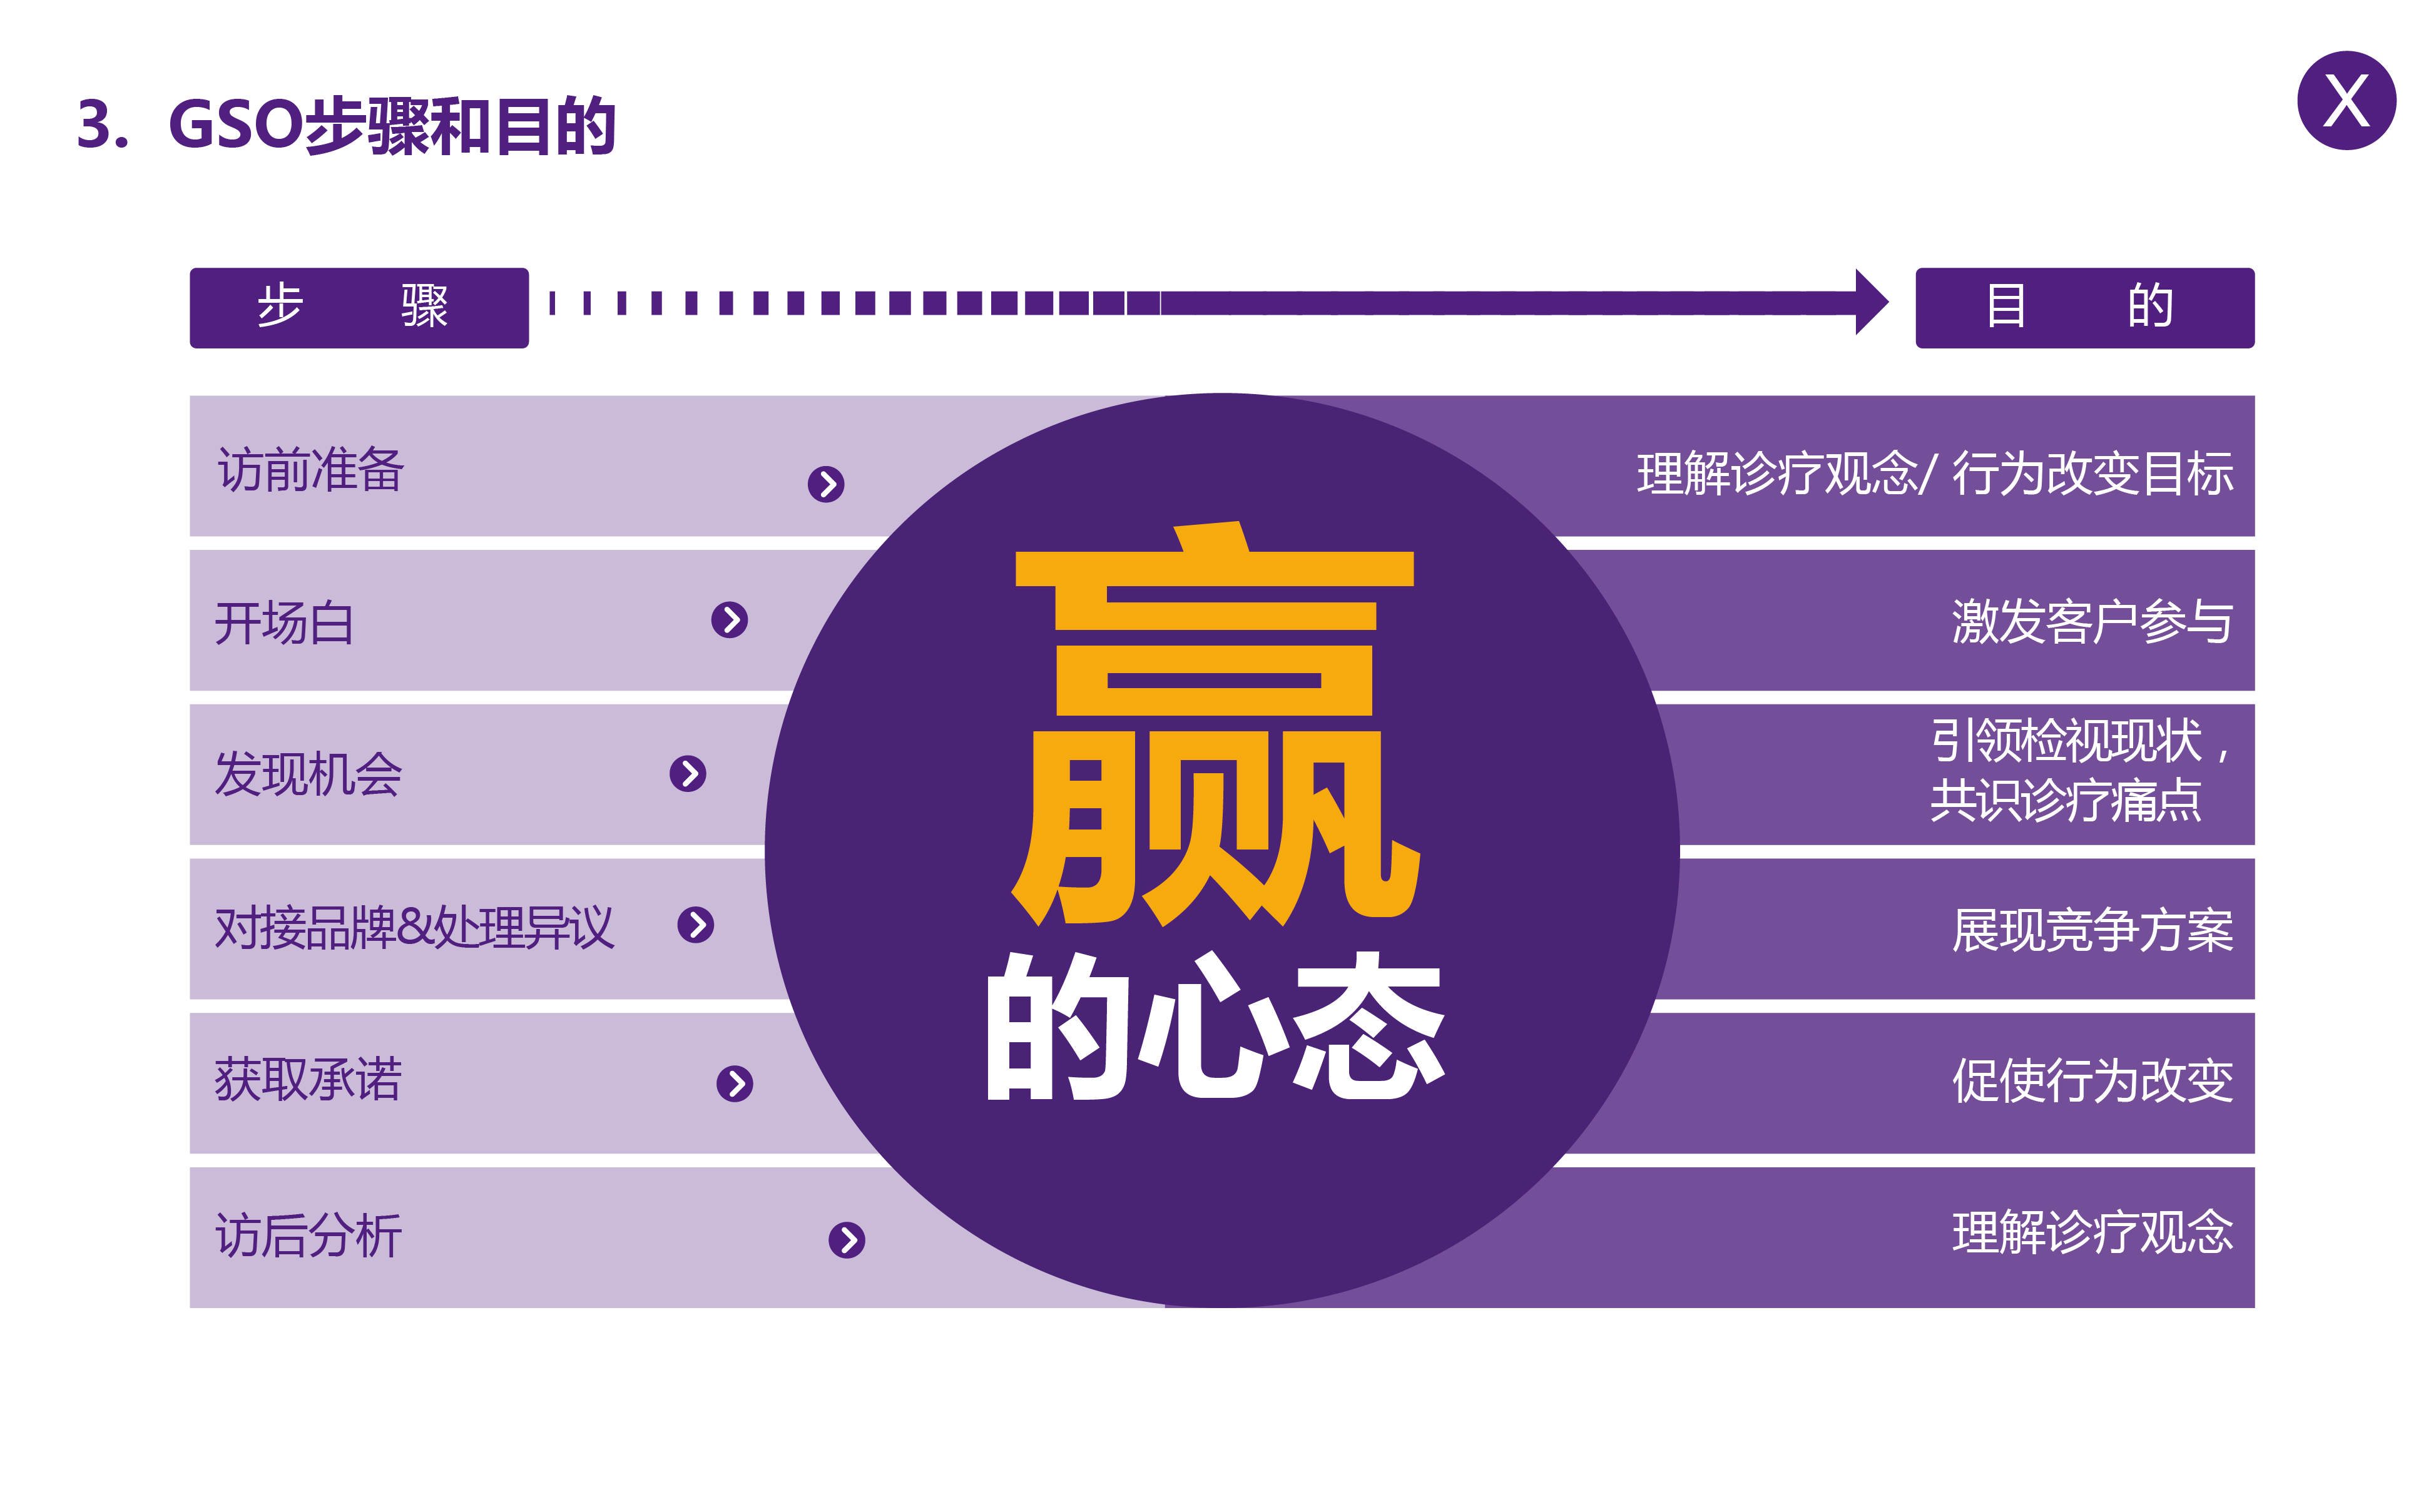 3. GSO步骤和目的
X
步 骤
目 的
访前准备
理解诊疗观念/ 行为改变目标
开场白
激发客户参与
发现机会
引领检视现状，
共识诊疗痛点
对接品牌&处理异议
展现竞争方案
获取承诺
促使行为改变
访后分析
理解诊疗观念
赢
的心态